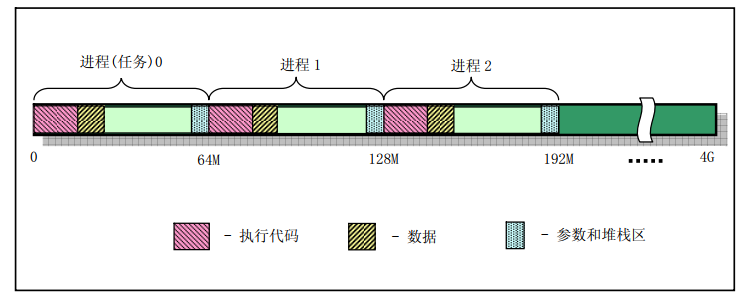 进程(任务)0 进程 1 进程 2
0 64M 128M 192M ...... 4G
- 执行代码 - 数据 - 参数和堆栈区